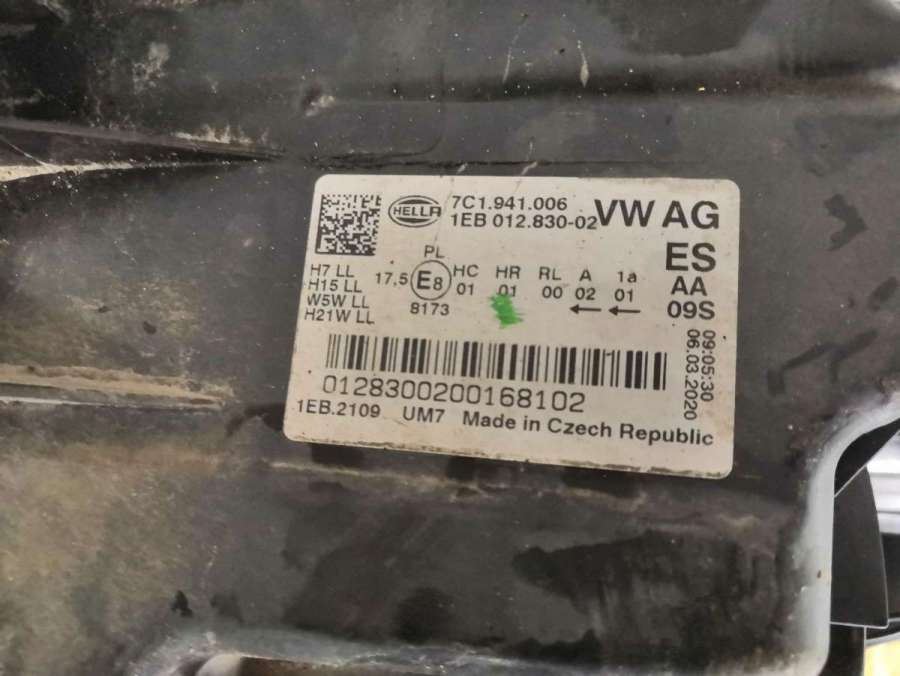 HELLA
7C1.941.006
1EB 012.830-02
VW AG
ES
AA
09S
PL
H7 LL
H15 LL
W5W LL
H21W LL
17,5
E8
8173
HC HR RL A 1a
01 01 00 02 01
← ←
09:05:30
06.03.2020
0128300200168102
1EB.2109 UM7 Made in Czech Republic